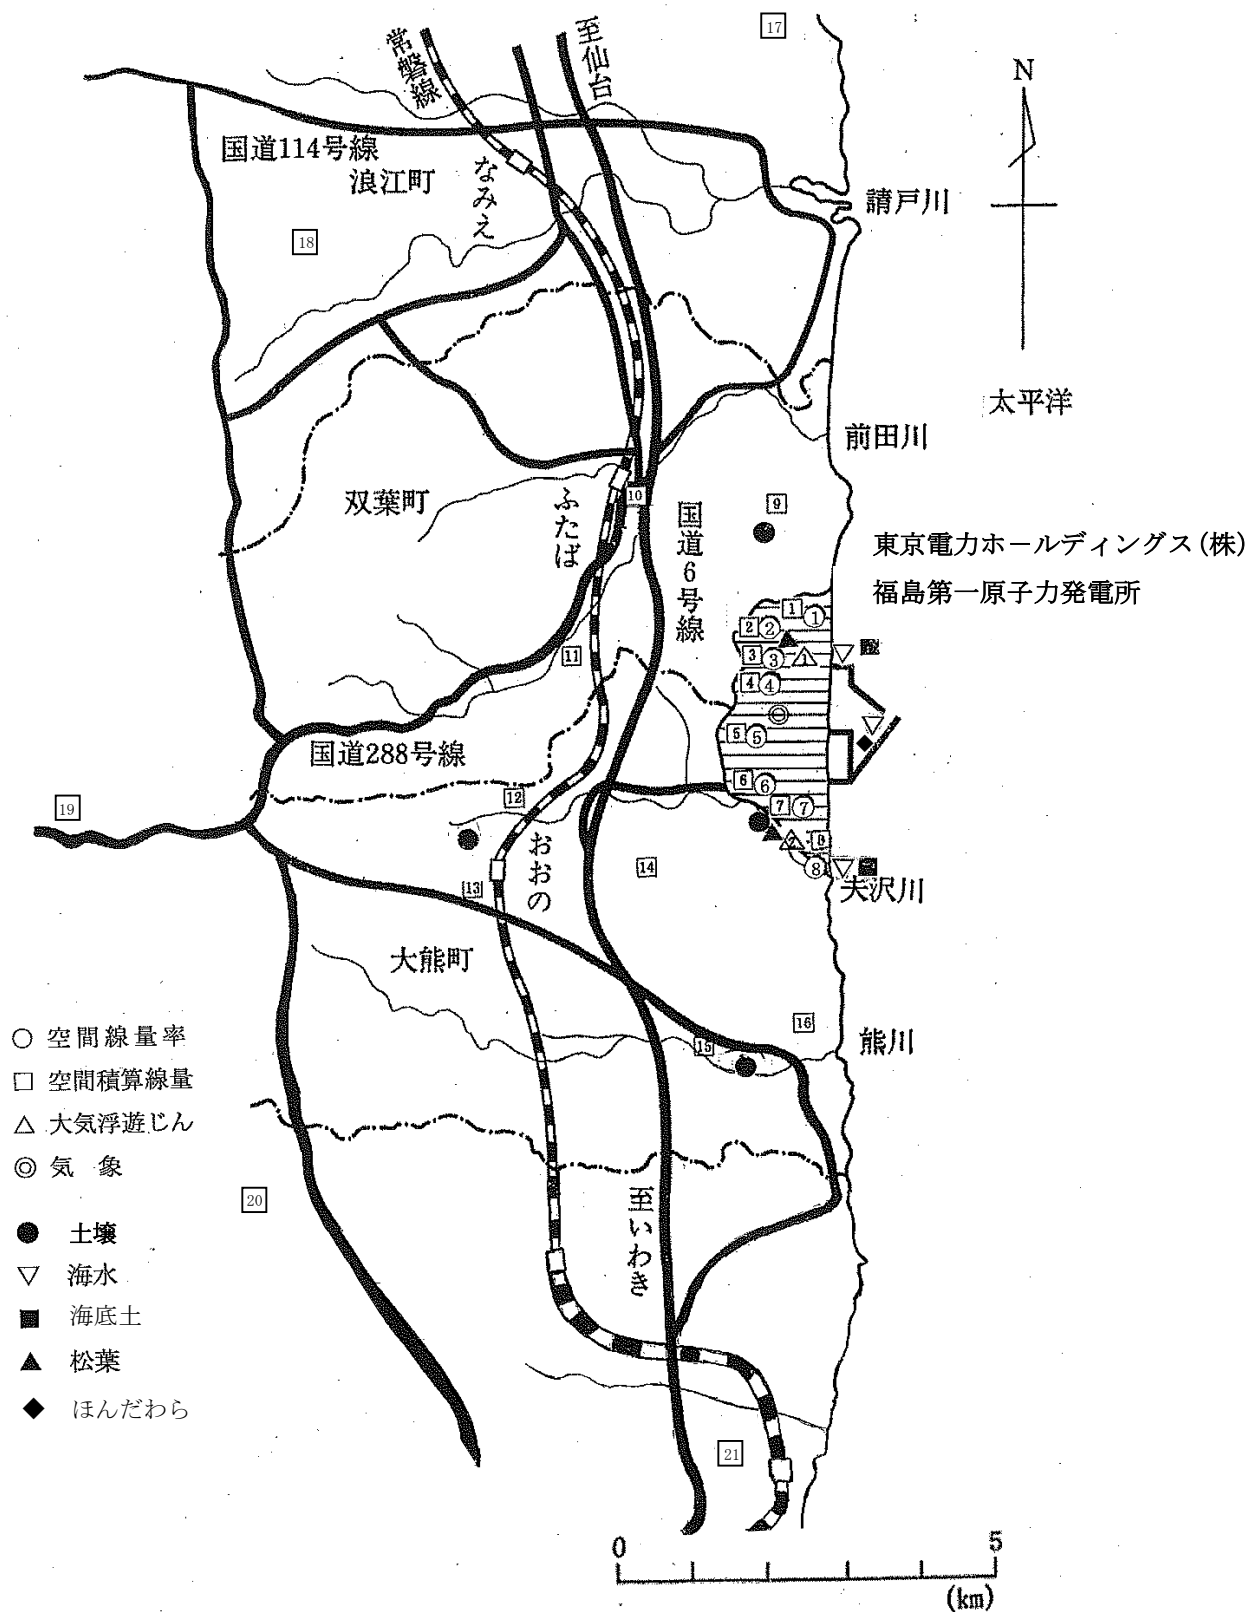 17
至仙台
常磐線
N
国道114号線
浪江町
なみえ
請戸川
18
太平洋
前田川
双葉町
ふたば
10
国道6号線
9
東京電力ホールディングス(株)
福島第一原子力発電所
1 ①
2 ②
3 ③ 1
4 ④
5 ⑤
6 ⑥
7 ⑦
2 8
⑧
11
国道288号線
12
19
おおの
13
14
夫沢川
大熊町
16
15
熊川
○ 空間線量率
□ 空間積算線量
△ 大気浮遊じん
◎ 気象
● 土壌
▽ 海水
■ 海底土
▲ 松葉
◆ ほんだわら
20
至いわき
21
0 5
(km)